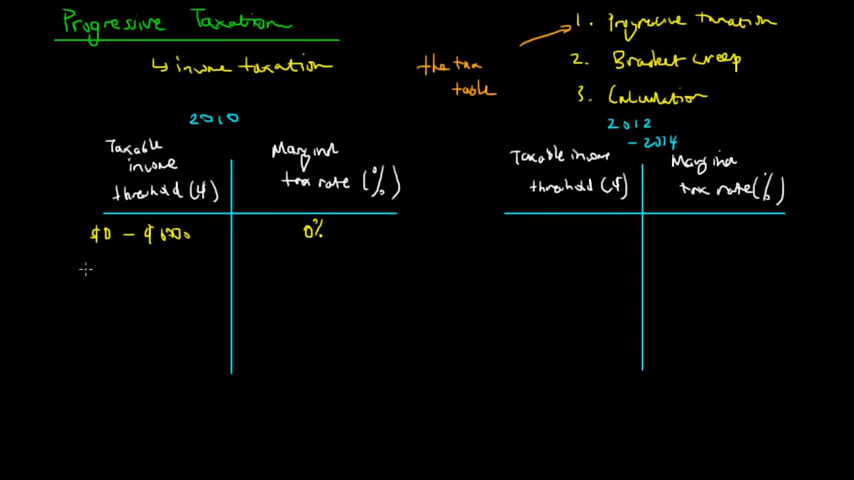 Progressive Taxation
↳ income taxation
the tax
table
1. Progressive taxation
2. Bracket creep
3. Calculation
2010
Taxable
income
threshold ($)
Marginal
tax rate (%)
$0 – $6000
0%
2012
– 2014
Taxable income
threshold ($)
Marginal
tax rate (%)